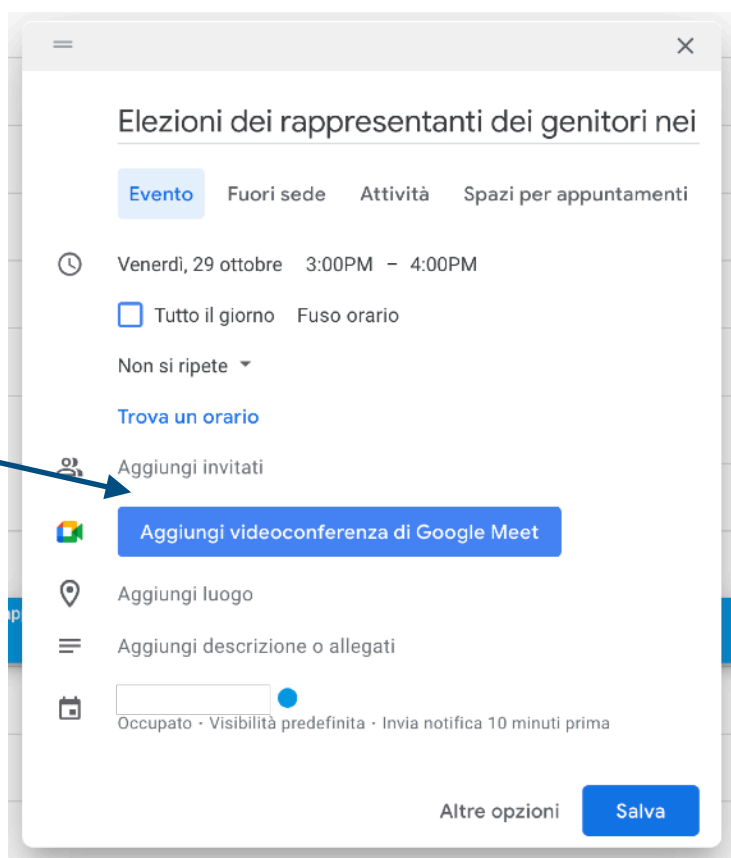 Elezioni dei rappresentanti dei genitori nei
Evento Fuori sede Attività Spazi per appuntamenti
Venerdì, 29 ottobre 3:00PM – 4:00PM
Tutto il giorno Fuso orario
Non si ripete
Trova un orario
Aggiungi invitati
Aggiungi videoconferenza di Google Meet
Aggiungi luogo
Aggiungi descrizione o allegati
Occupato · Visibilità predefinita · Invia notifica 10 minuti prima
Altre opzioni Salva